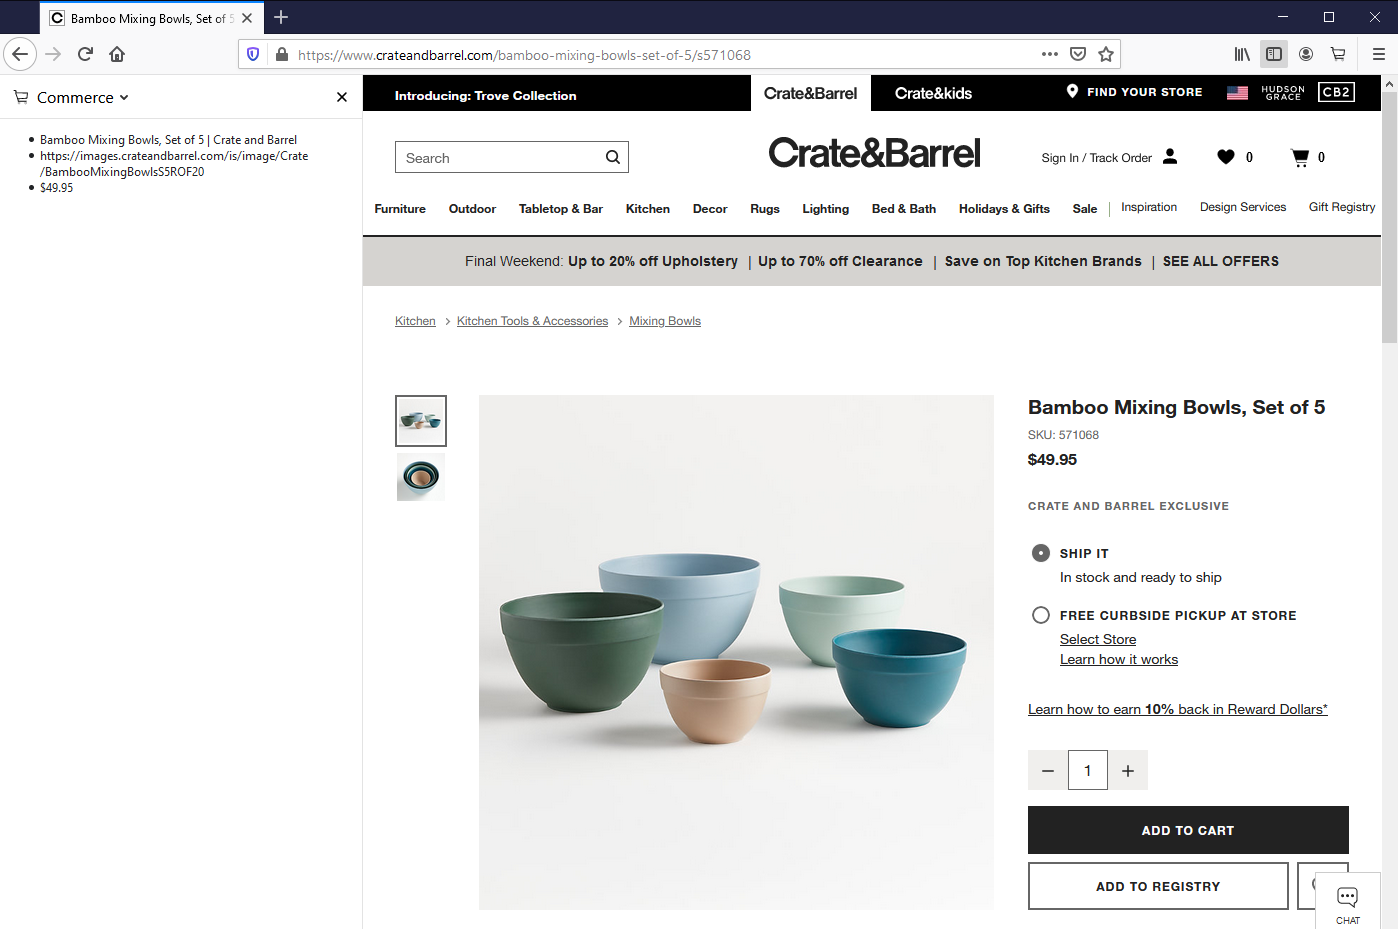 Bamboo Mixing Bowls, Set of 5
https://www.crateandbarrel.com/bamboo-mixing-bowls-set-of-5/s571068
Commerce
Bamboo Mixing Bowls, Set of 5 | Crate and Barrel
https://images.crateandbarrel.com/is/image/Crate
/BambooMixingBowlsS5ROF20
$49.95
Introducing: Trove Collection
Crate&Barrel
Crate&kids
FIND YOUR STORE
HUDSON
GRACE
CB2
Search
Crate&Barrel
Sign In / Track Order
0
0
Furniture Outdoor Tabletop & Bar Kitchen Decor Rugs Lighting Bed & Bath Holidays & Gifts Sale | Inspiration Design Services Gift Registry
Final Weekend: Up to 20% off Upholstery | Up to 70% off Clearance | Save on Top Kitchen Brands | SEE ALL OFFERS
Kitchen > Kitchen Tools & Accessories > Mixing Bowls
Bamboo Mixing Bowls, Set of 5
SKU: 571068
$49.95
CRATE AND BARREL EXCLUSIVE
SHIP IT
In stock and ready to ship
FREE CURBSIDE PICKUP AT STORE
Select Store
Learn how it works
Learn how to earn 10% back in Reward Dollars*
− 1 +
ADD TO CART
ADD TO REGISTRY
CHAT